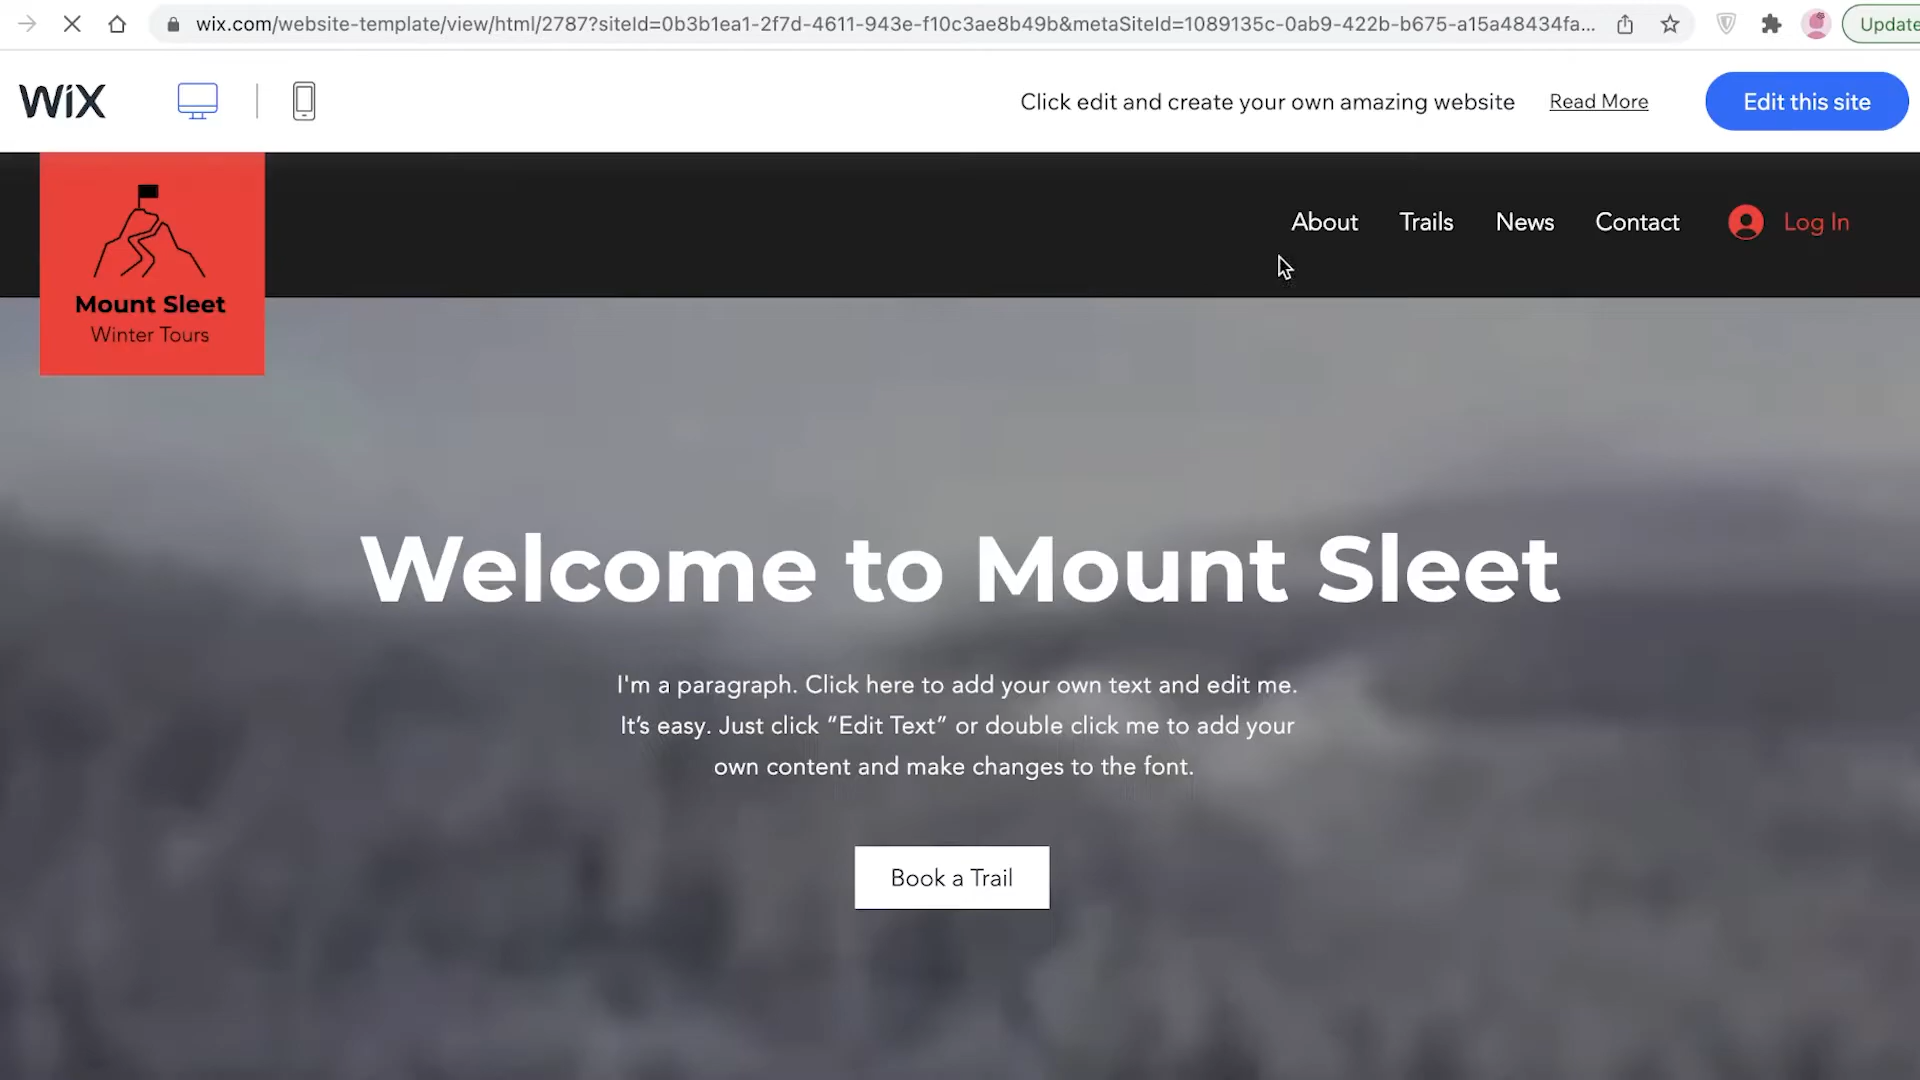 wix.com/website-template/view/html/2787?siteId=0b3b1ea1-2f7d-4611-943e-f10c3ae8b49b&metaSiteId=1089135c-0ab9-422b-b675-a15a48434fa...
Update
WiX
Click edit and create your own amazing website
Read More
Edit this site
About
Trails
News
Contact
Log In
Mount Sleet
Winter Tours
Welcome to Mount Sleet
I'm a paragraph. Click here to add your own text and edit me.
It’s easy. Just click “Edit Text” or double click me to add your
own content and make changes to the font.
Book a Trail